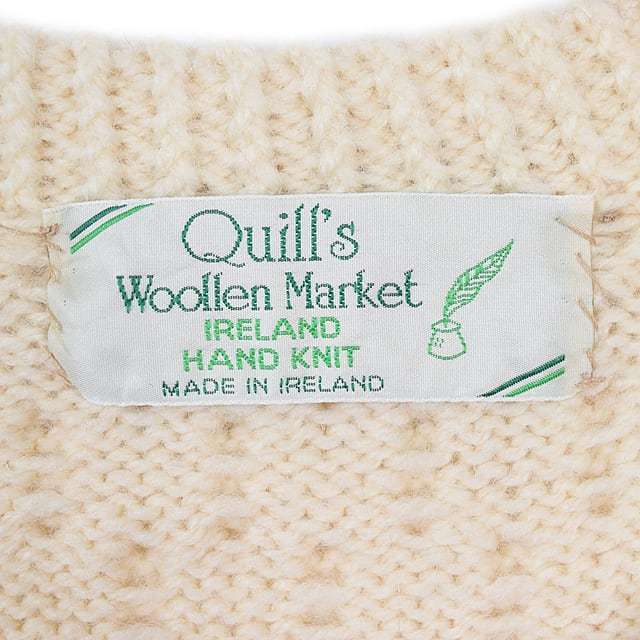 Quill's
Woollen Market
IRELAND
HAND KNIT
MADE IN IRELAND